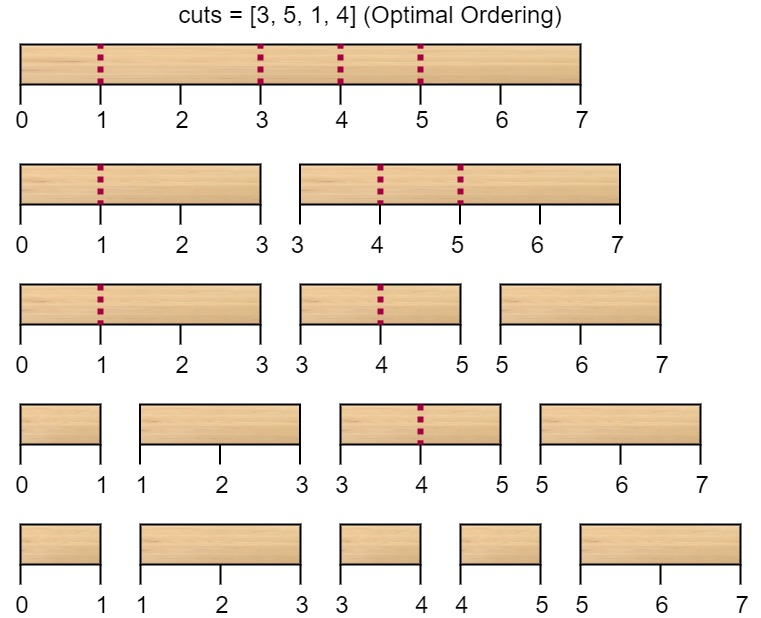 cuts = [3, 5, 1, 4] (Optimal Ordering)
0 1 2 3 4 5 6 7
0 1 2 3 3 4 5 6 7
0 1 2 3 3 4 5 5 6 7
0 1 1 2 3 3 4 5 5 6 7
0 1 1 2 3 3 4 4 5 5 6 7